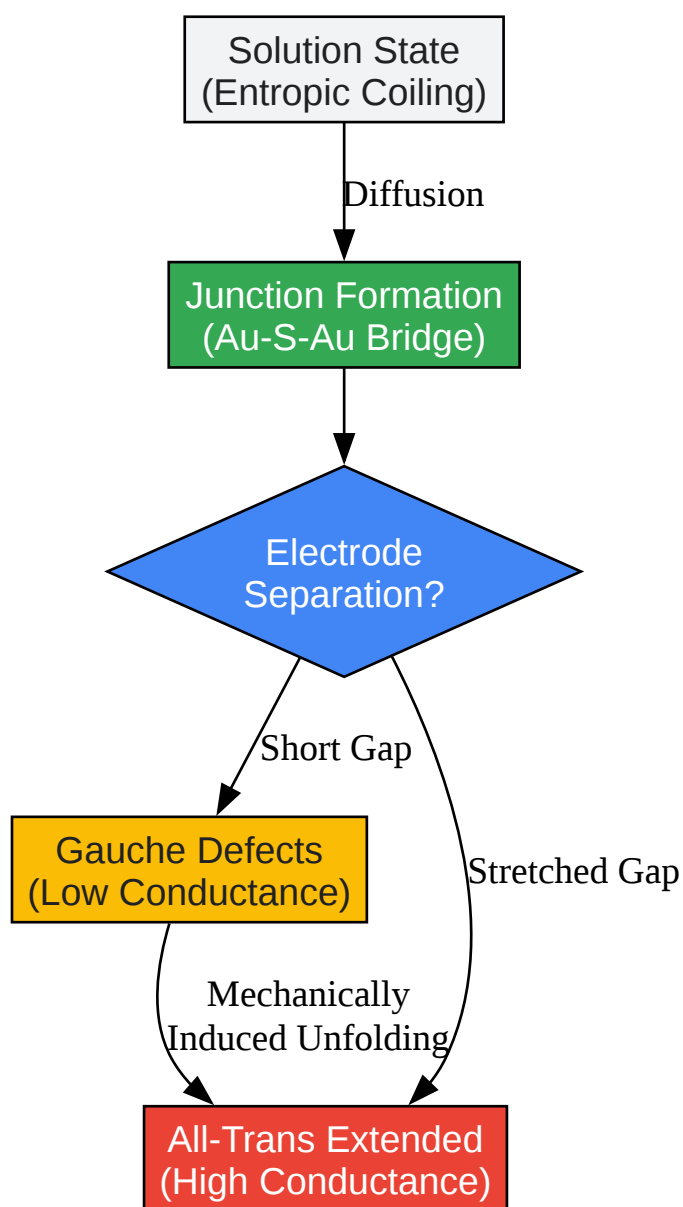 Solution State
(Entropic Coiling)
Diffusion
Junction Formation
(Au-S-Au Bridge)
Electrode
Separation?
Short Gap
Gauche Defects
(Low Conductance)
Stretched Gap
Mechanically
Induced Unfolding
All-Trans Extended
(High Conductance)